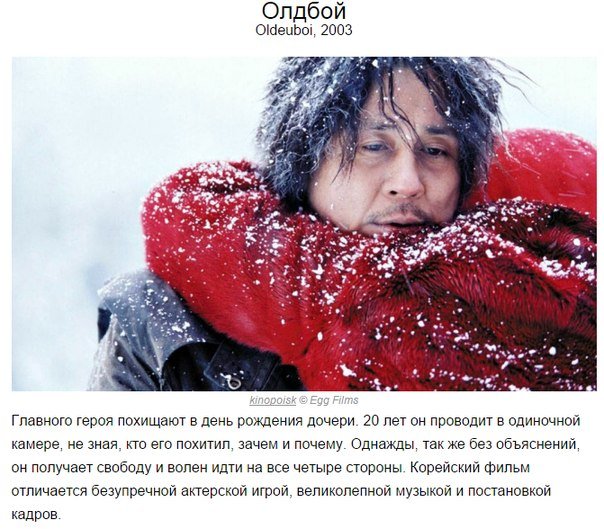 Олдбой
Oldeuboi, 2003
kinopoisk © Egg Films
Главного героя похищают в день рождения дочери. 20 лет он проводит в одиночной
камере, не зная, кто его похитил, зачем и почему. Однажды, так же без объяснений,
он получает свободу и волен идти на все четыре стороны. Корейский фильм
отличается безупречной актерской игрой, великолепной музыкой и постановкой
кадров.